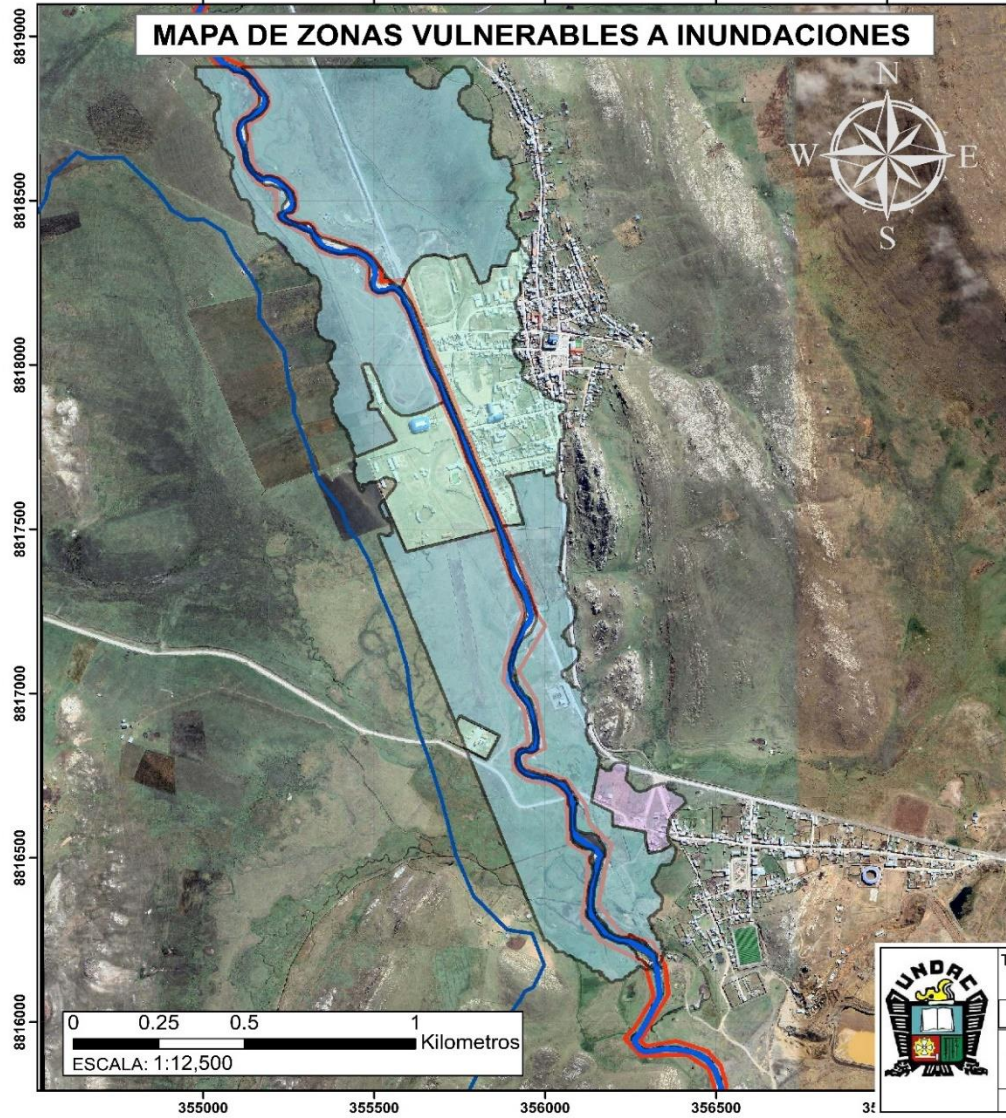 MAPA DE ZONAS VULNERABLES A INUNDACIONES
N
W E
S
8819000
8818500
8818000
8817500
8817000
8816500
8816000
0 0.25 0.5 1
Kilometros
ESCALA: 1:12,500
UNDAC
T
355000 355500 356000 356500 35